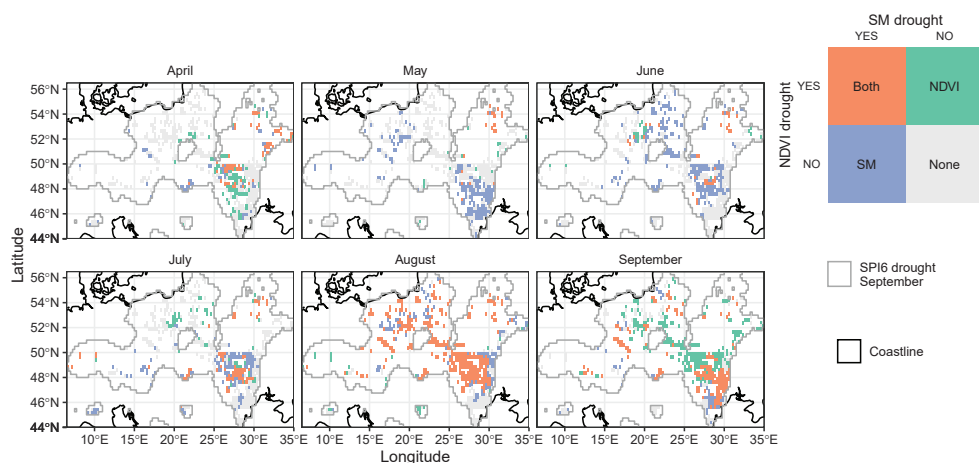 SM drought
YES NO
April May June
56°N
54°N
52°N
50°N
48°N
46°N
44°N
NDVI drought
YES
NO
Both NDVI
SM None
Latitude
July August September
56°N
54°N
52°N
50°N
48°N
46°N
44°N
10°E 15°E 20°E 25°E 30°E 35°E 10°E 15°E 20°E 25°E 30°E 35°E 10°E 15°E 20°E 25°E 30°E 35°E
Longitude
SPI6 drought
September
Coastline